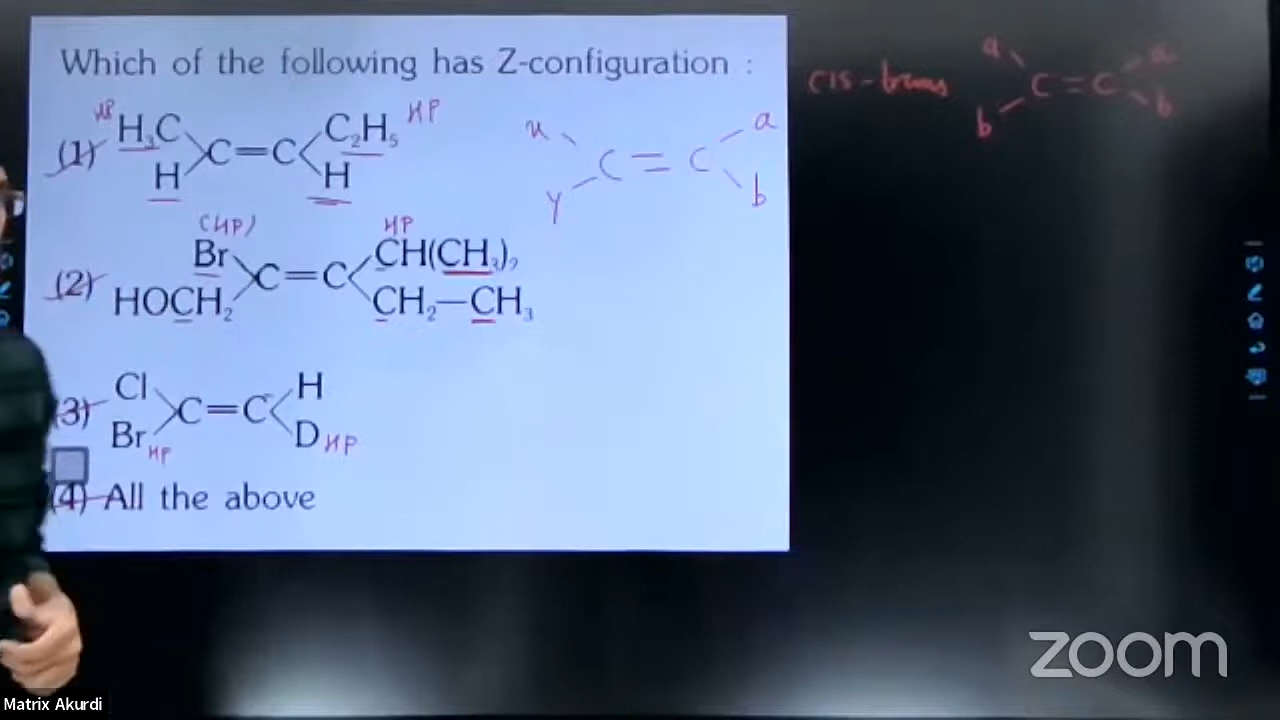 Which of the following has Z-configuration :
cis-trans
a a
C=C
b b
HP HP
(1) H₃C C₂H₅
C=C
H H
x a
C=C
y b
(HP) HP
(2) Br CH(CH₃)₂
C=C
HOCH₂ CH₂—CH₃
(3) Cl H
C=C
Br D
HP HP
(4) All the above
zoom
Matrix Akurdi